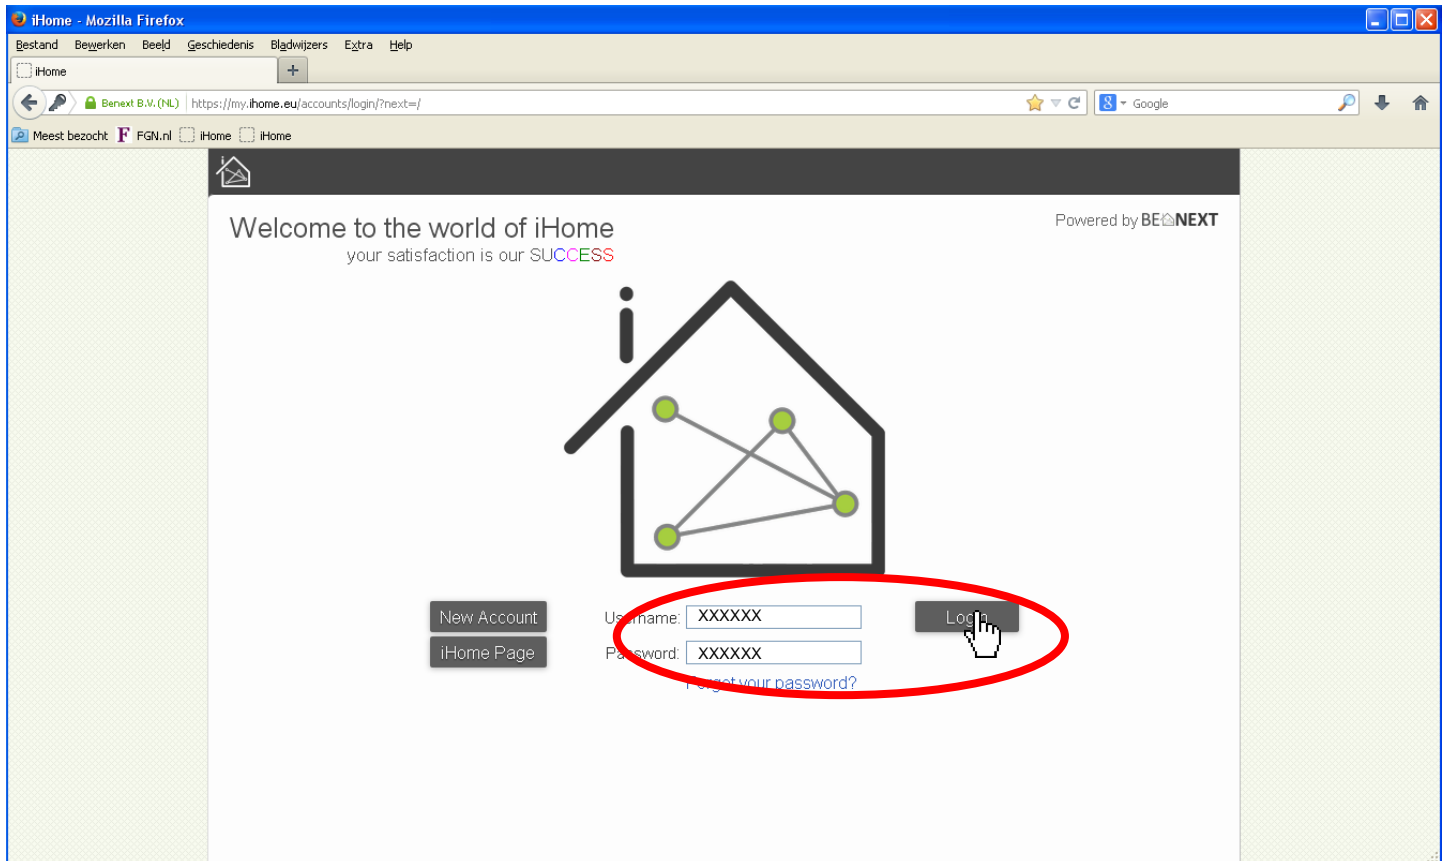 iHome - Mozilla Firefox
Bestand Bewerken Beeld Geschiedenis Bladwijzers Extra Help
iHome +
Benext B.V. (NL) https://my.ihome.eu/accounts/login/?next=/ 8 Google
Meest bezocht F FGN.nl iHome iHome
Welcome to the world of iHome Powered by BENEXT
your satisfaction is our SUCCESS
New Account Username: XXXXXX Login
iHome Page Password: XXXXXX
Forgot your password?